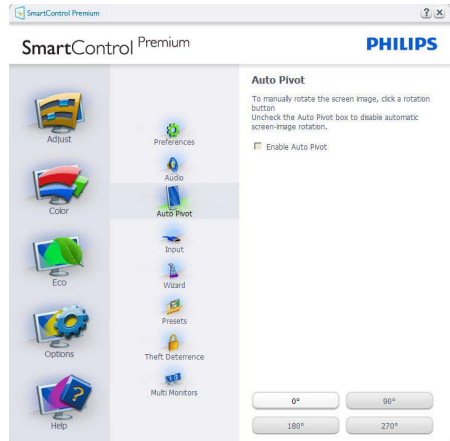 SmartControl Premium
SmartControl Premium
PHILIPS
Adjust
Color
Eco
Options
Help
Preferences
Audio
Auto Pivot
Input
Wizard
Presets
Theft Deterrence
Multi Monitors
Auto Pivot
To manually rotate the screen image, click a rotation
button
Uncheck the Auto Pivot box to disable automatic
screen-image rotation.
Enable Auto Pivot
0°
90°
180°
270°